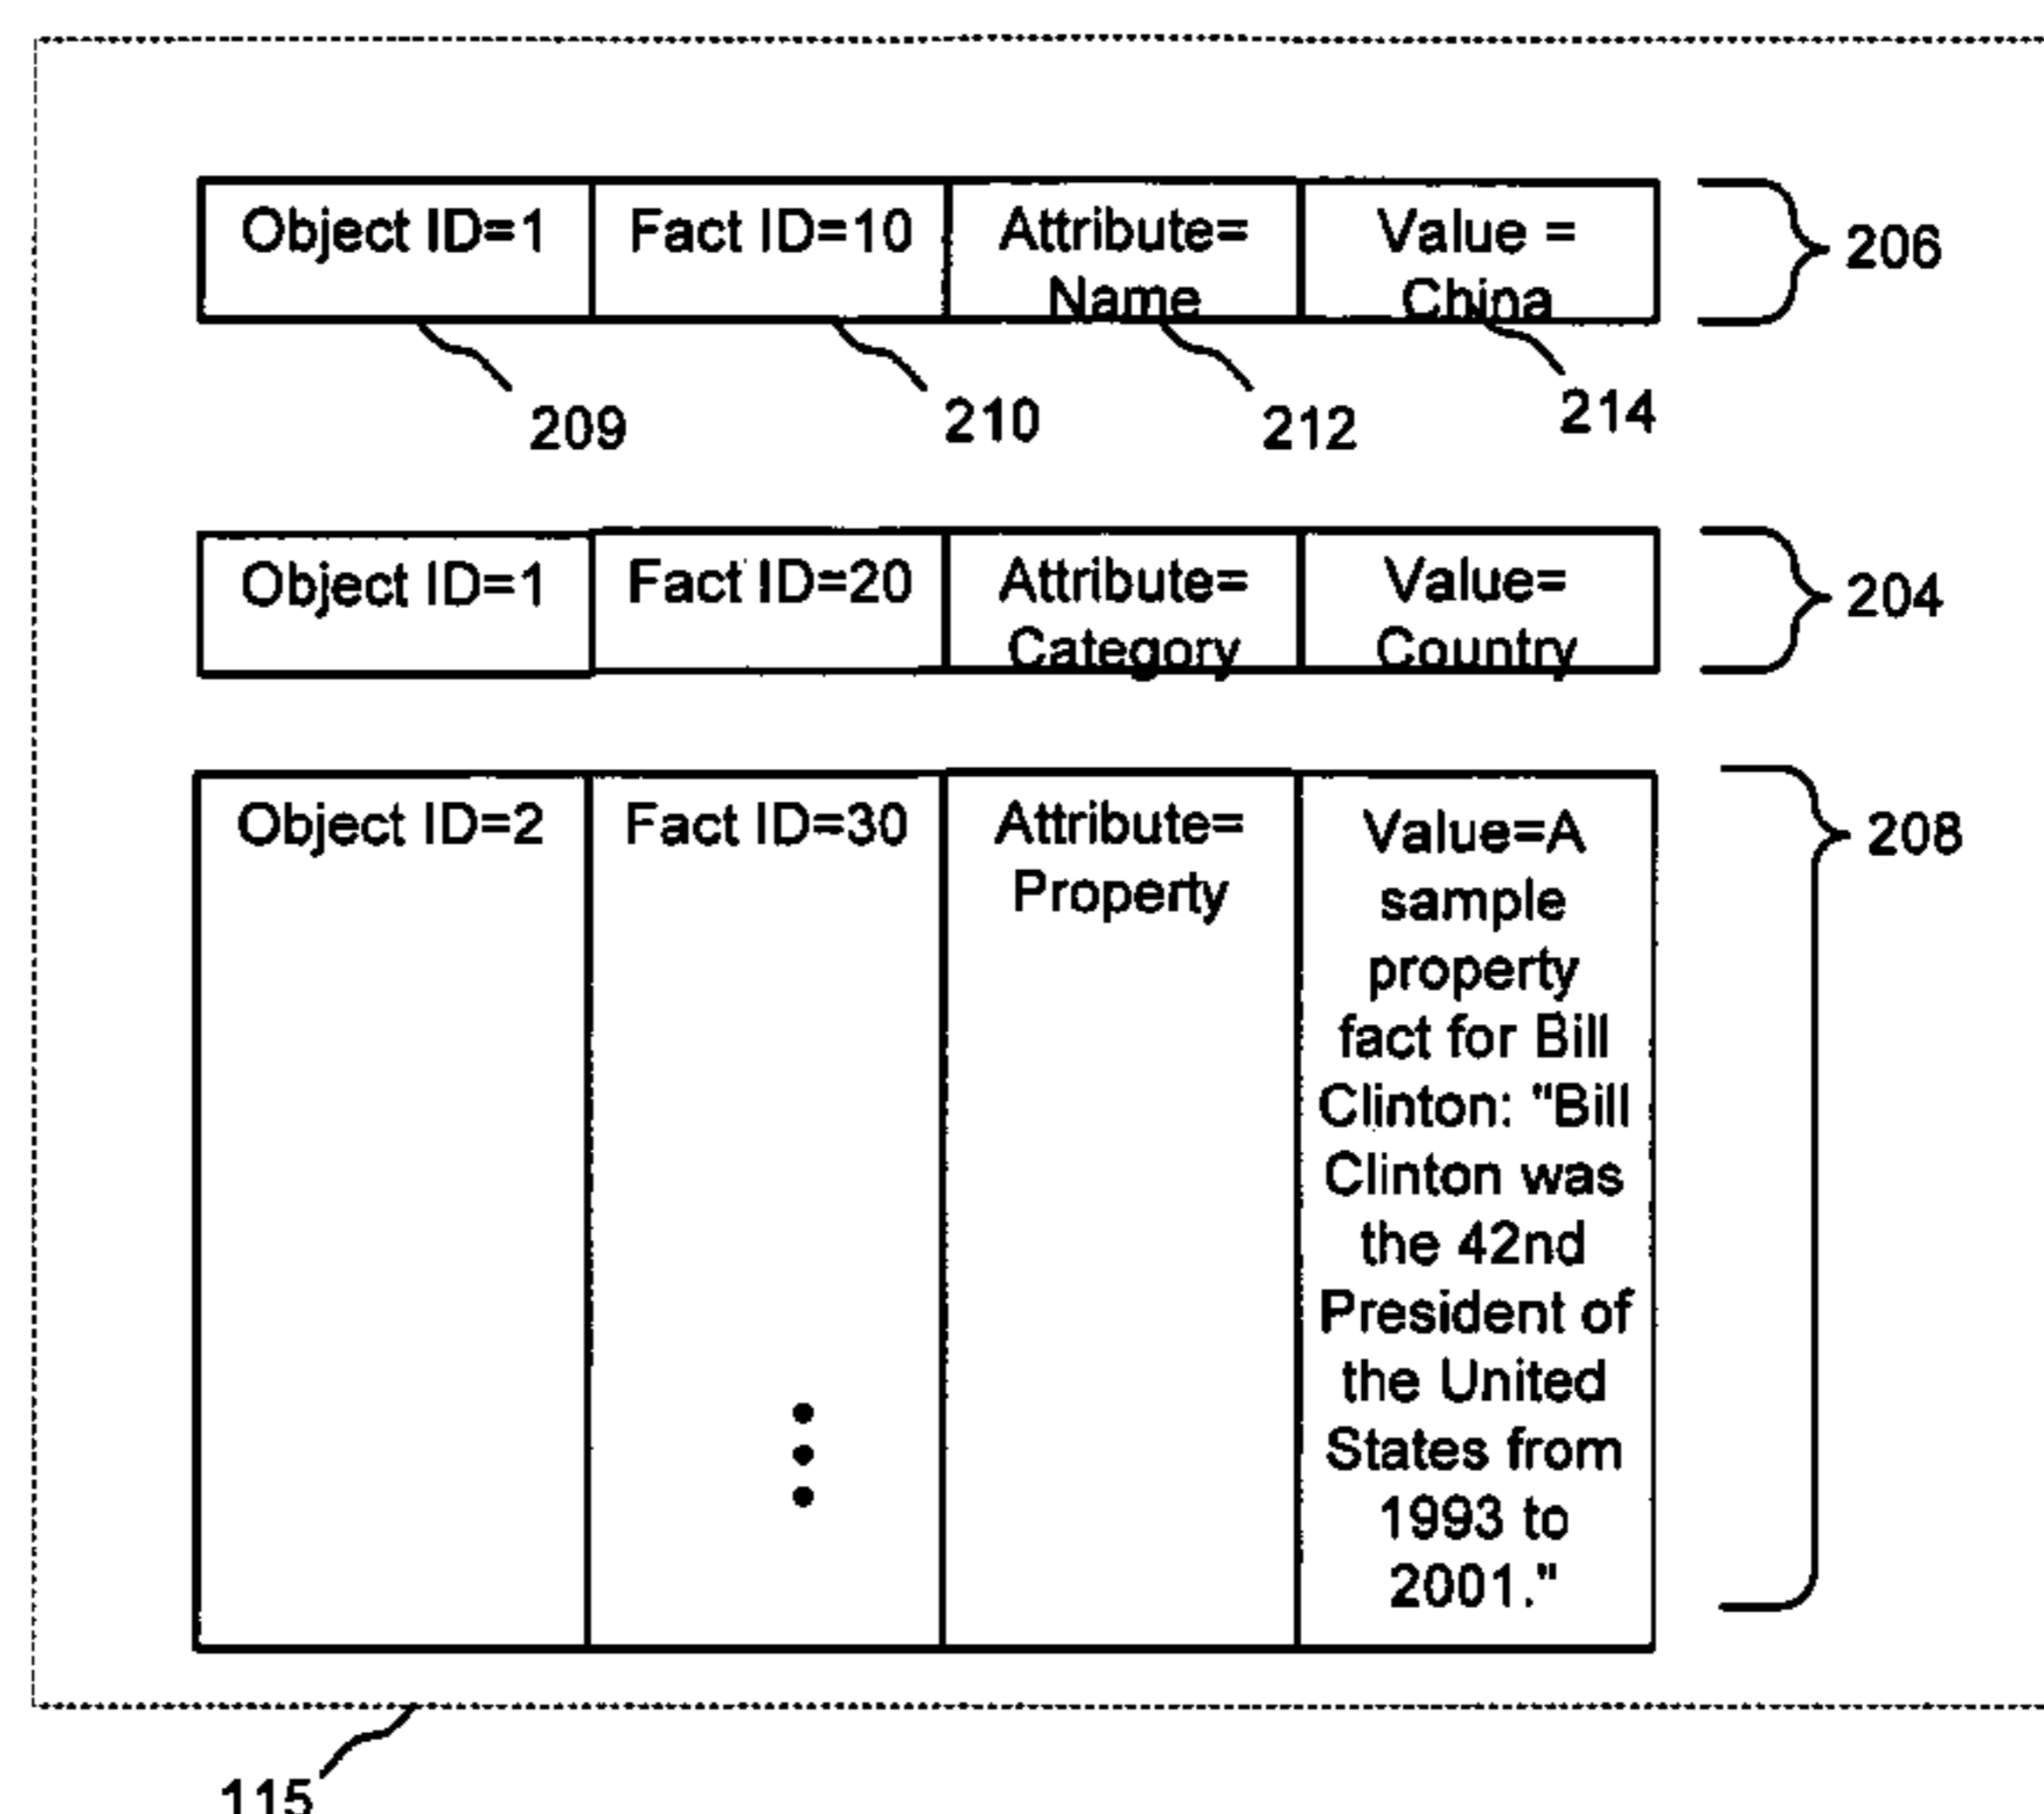 Object ID=1
Fact ID=10
Attribute=
Name
Value =
China
206
209
210
212
214
Object ID=1
Fact ID=20
Attribute=
Category
Value=
Country
204
Object ID=2
Fact ID=30
Attribute=
Property
Value=A
sample
property
fact for Bill
Clinton: "Bill
Clinton was
the 42nd
President of
the United
States from
1993 to
2001."
208
115